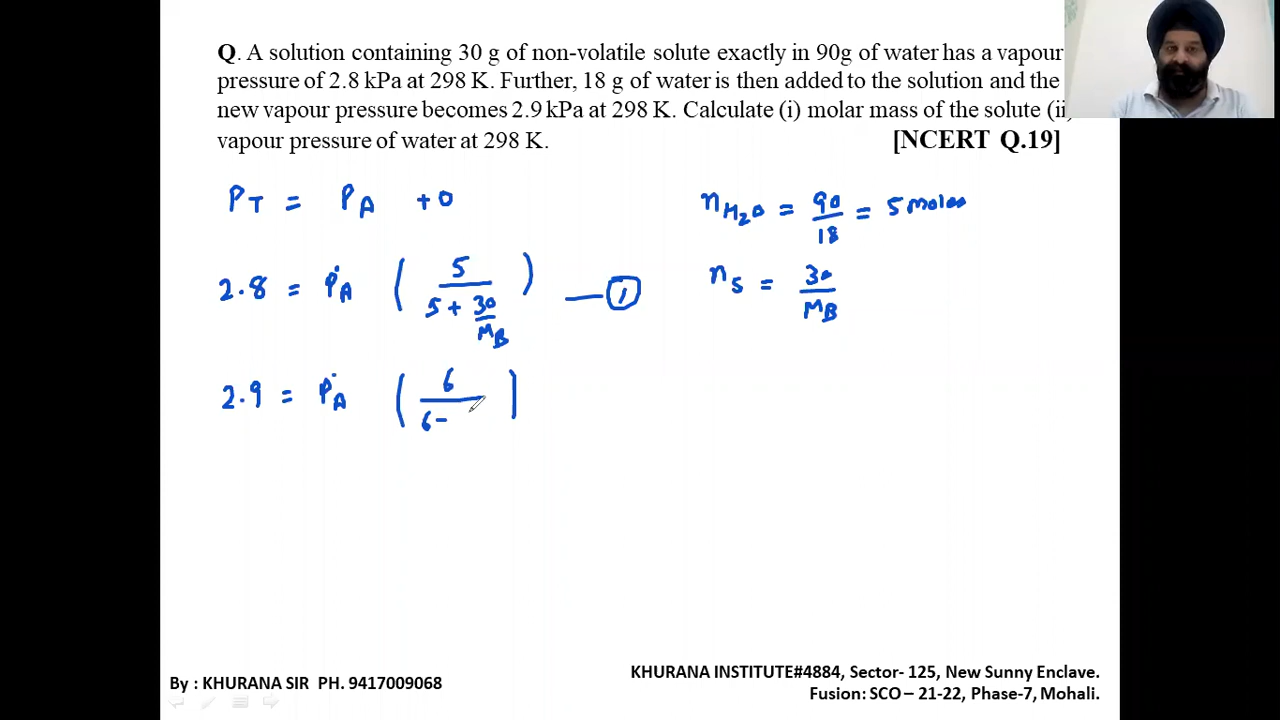 Q. A solution containing 30 g of non-volatile solute exactly in 90g of water has a vapour
pressure of 2.8 kPa at 298 K. Further, 18 g of water is then added to the solution and the
new vapour pressure becomes 2.9 kPa at 298 K. Calculate (i) molar mass of the solute (ii)
vapour pressure of water at 298 K. [NCERT Q.19]
PT = PA + 0
nH2O = 90/18 = 5 moles
2.8 = P°A ( 5 / (5 + 30/MB) ) — ①
nS = 30/MB
2.9 = P°A ( 6 / 6- )
By : KHURANA SIR PH. 9417009068
KHURANA INSTITUTE#4884, Sector- 125, New Sunny Enclave.
Fusion: SCO – 21-22, Phase-7, Mohali.